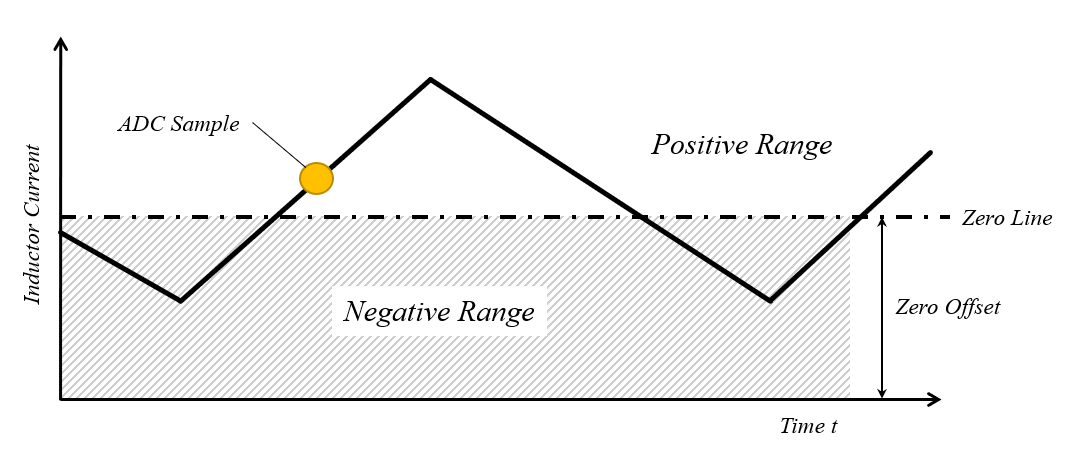 ADC Sample
Positive Range
Inductor Current
Zero Line
Negative Range
Zero Offset
Time t